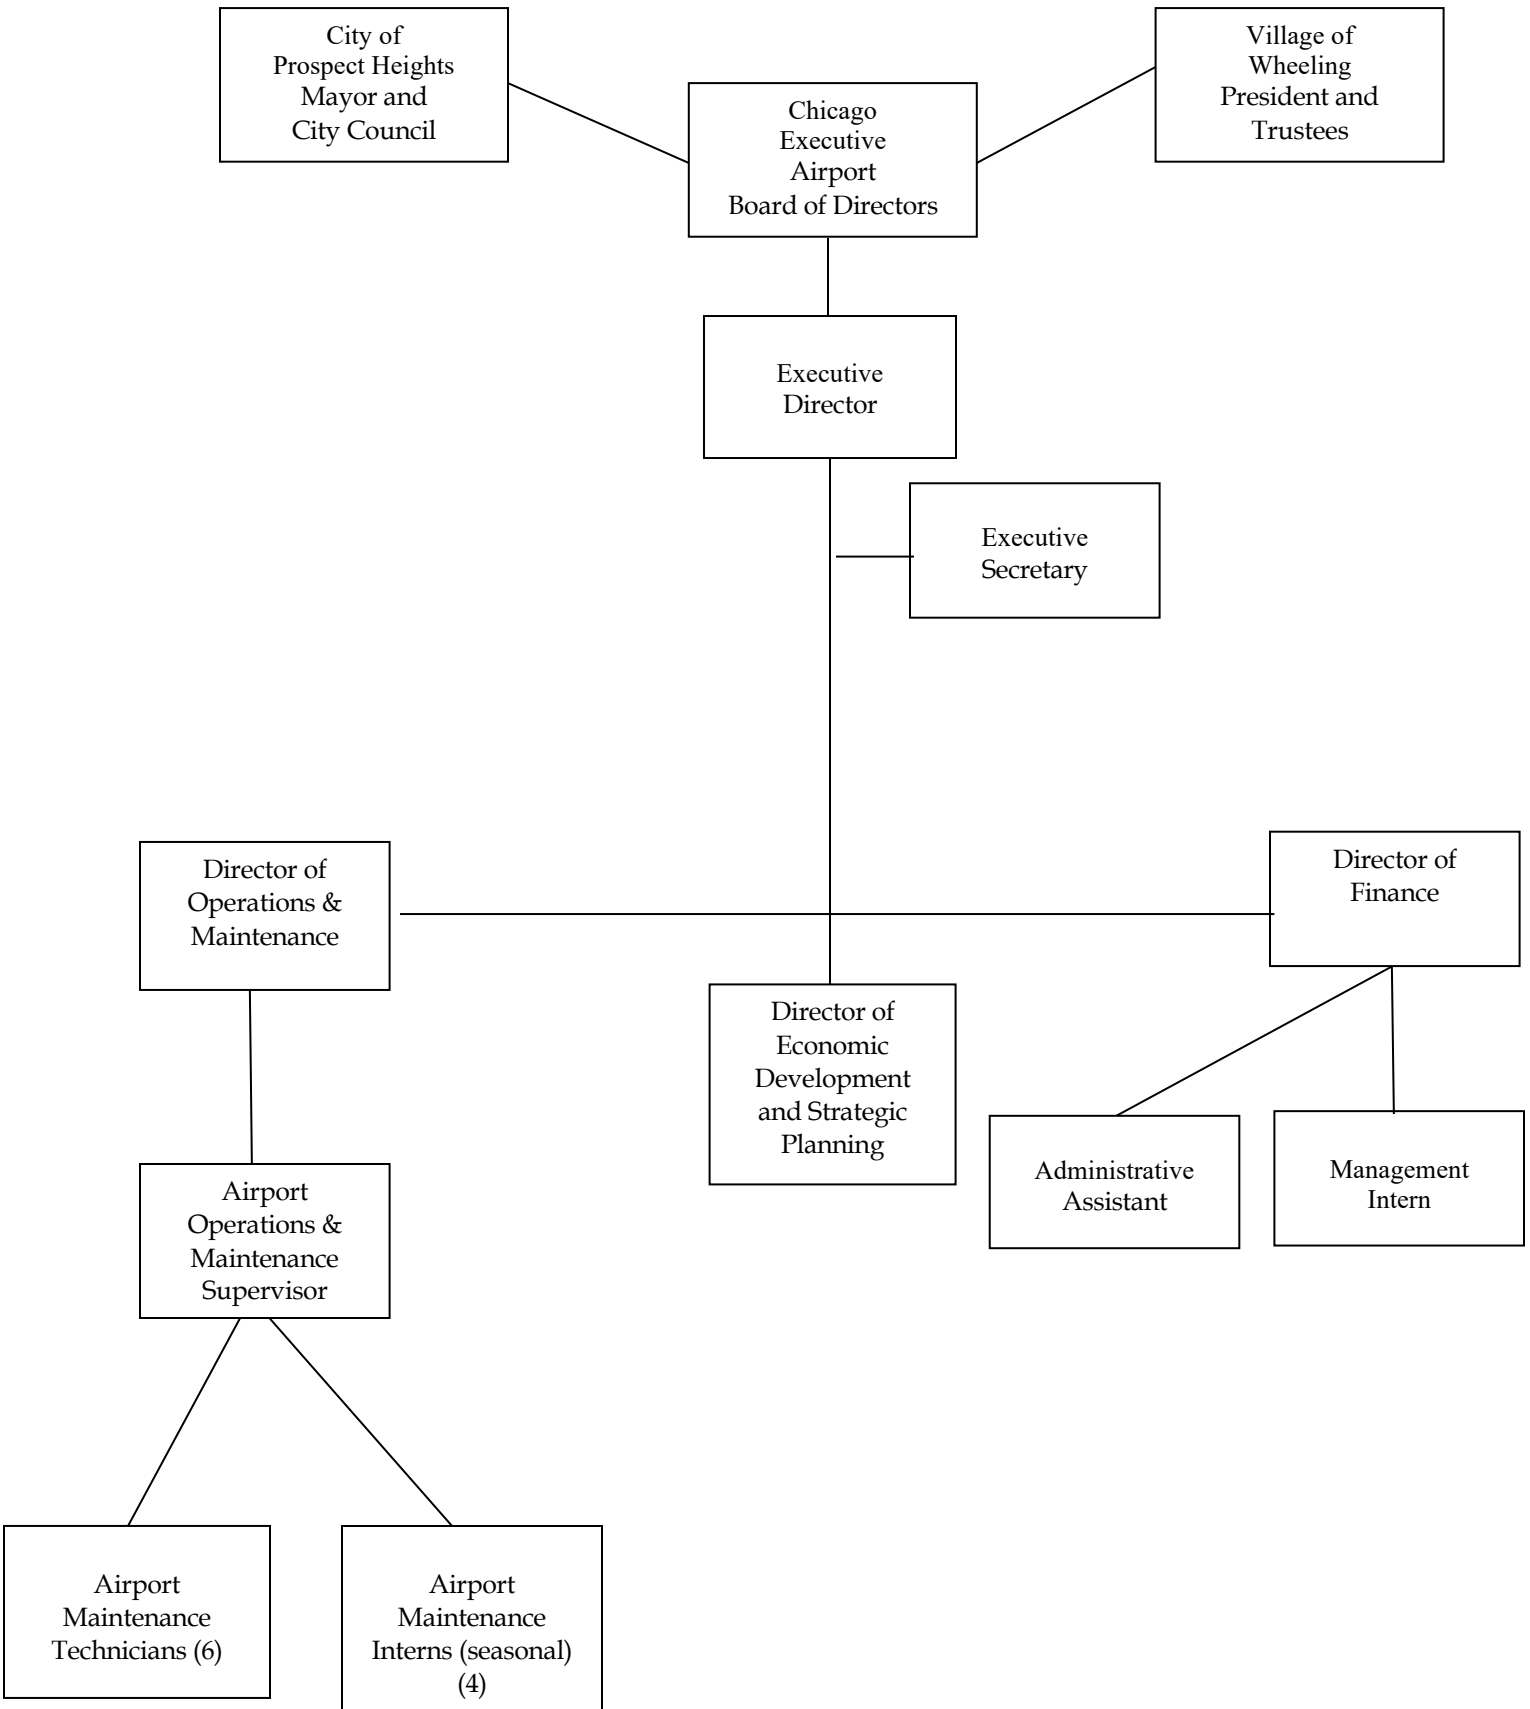 City of
Prospect Heights
Mayor and
City Council
Village of
Wheeling
President and
Trustees
Chicago
Executive
Airport
Board of Directors
Executive
Director
Executive
Secretary
Director of
Operations &
Maintenance
Director of
Finance
Director of
Economic
Development
and Strategic
Planning
Administrative
Assistant
Management
Intern
Airport
Operations &
Maintenance
Supervisor
Airport
Maintenance
Technicians (6)
Airport
Maintenance
Interns (seasonal)
(4)